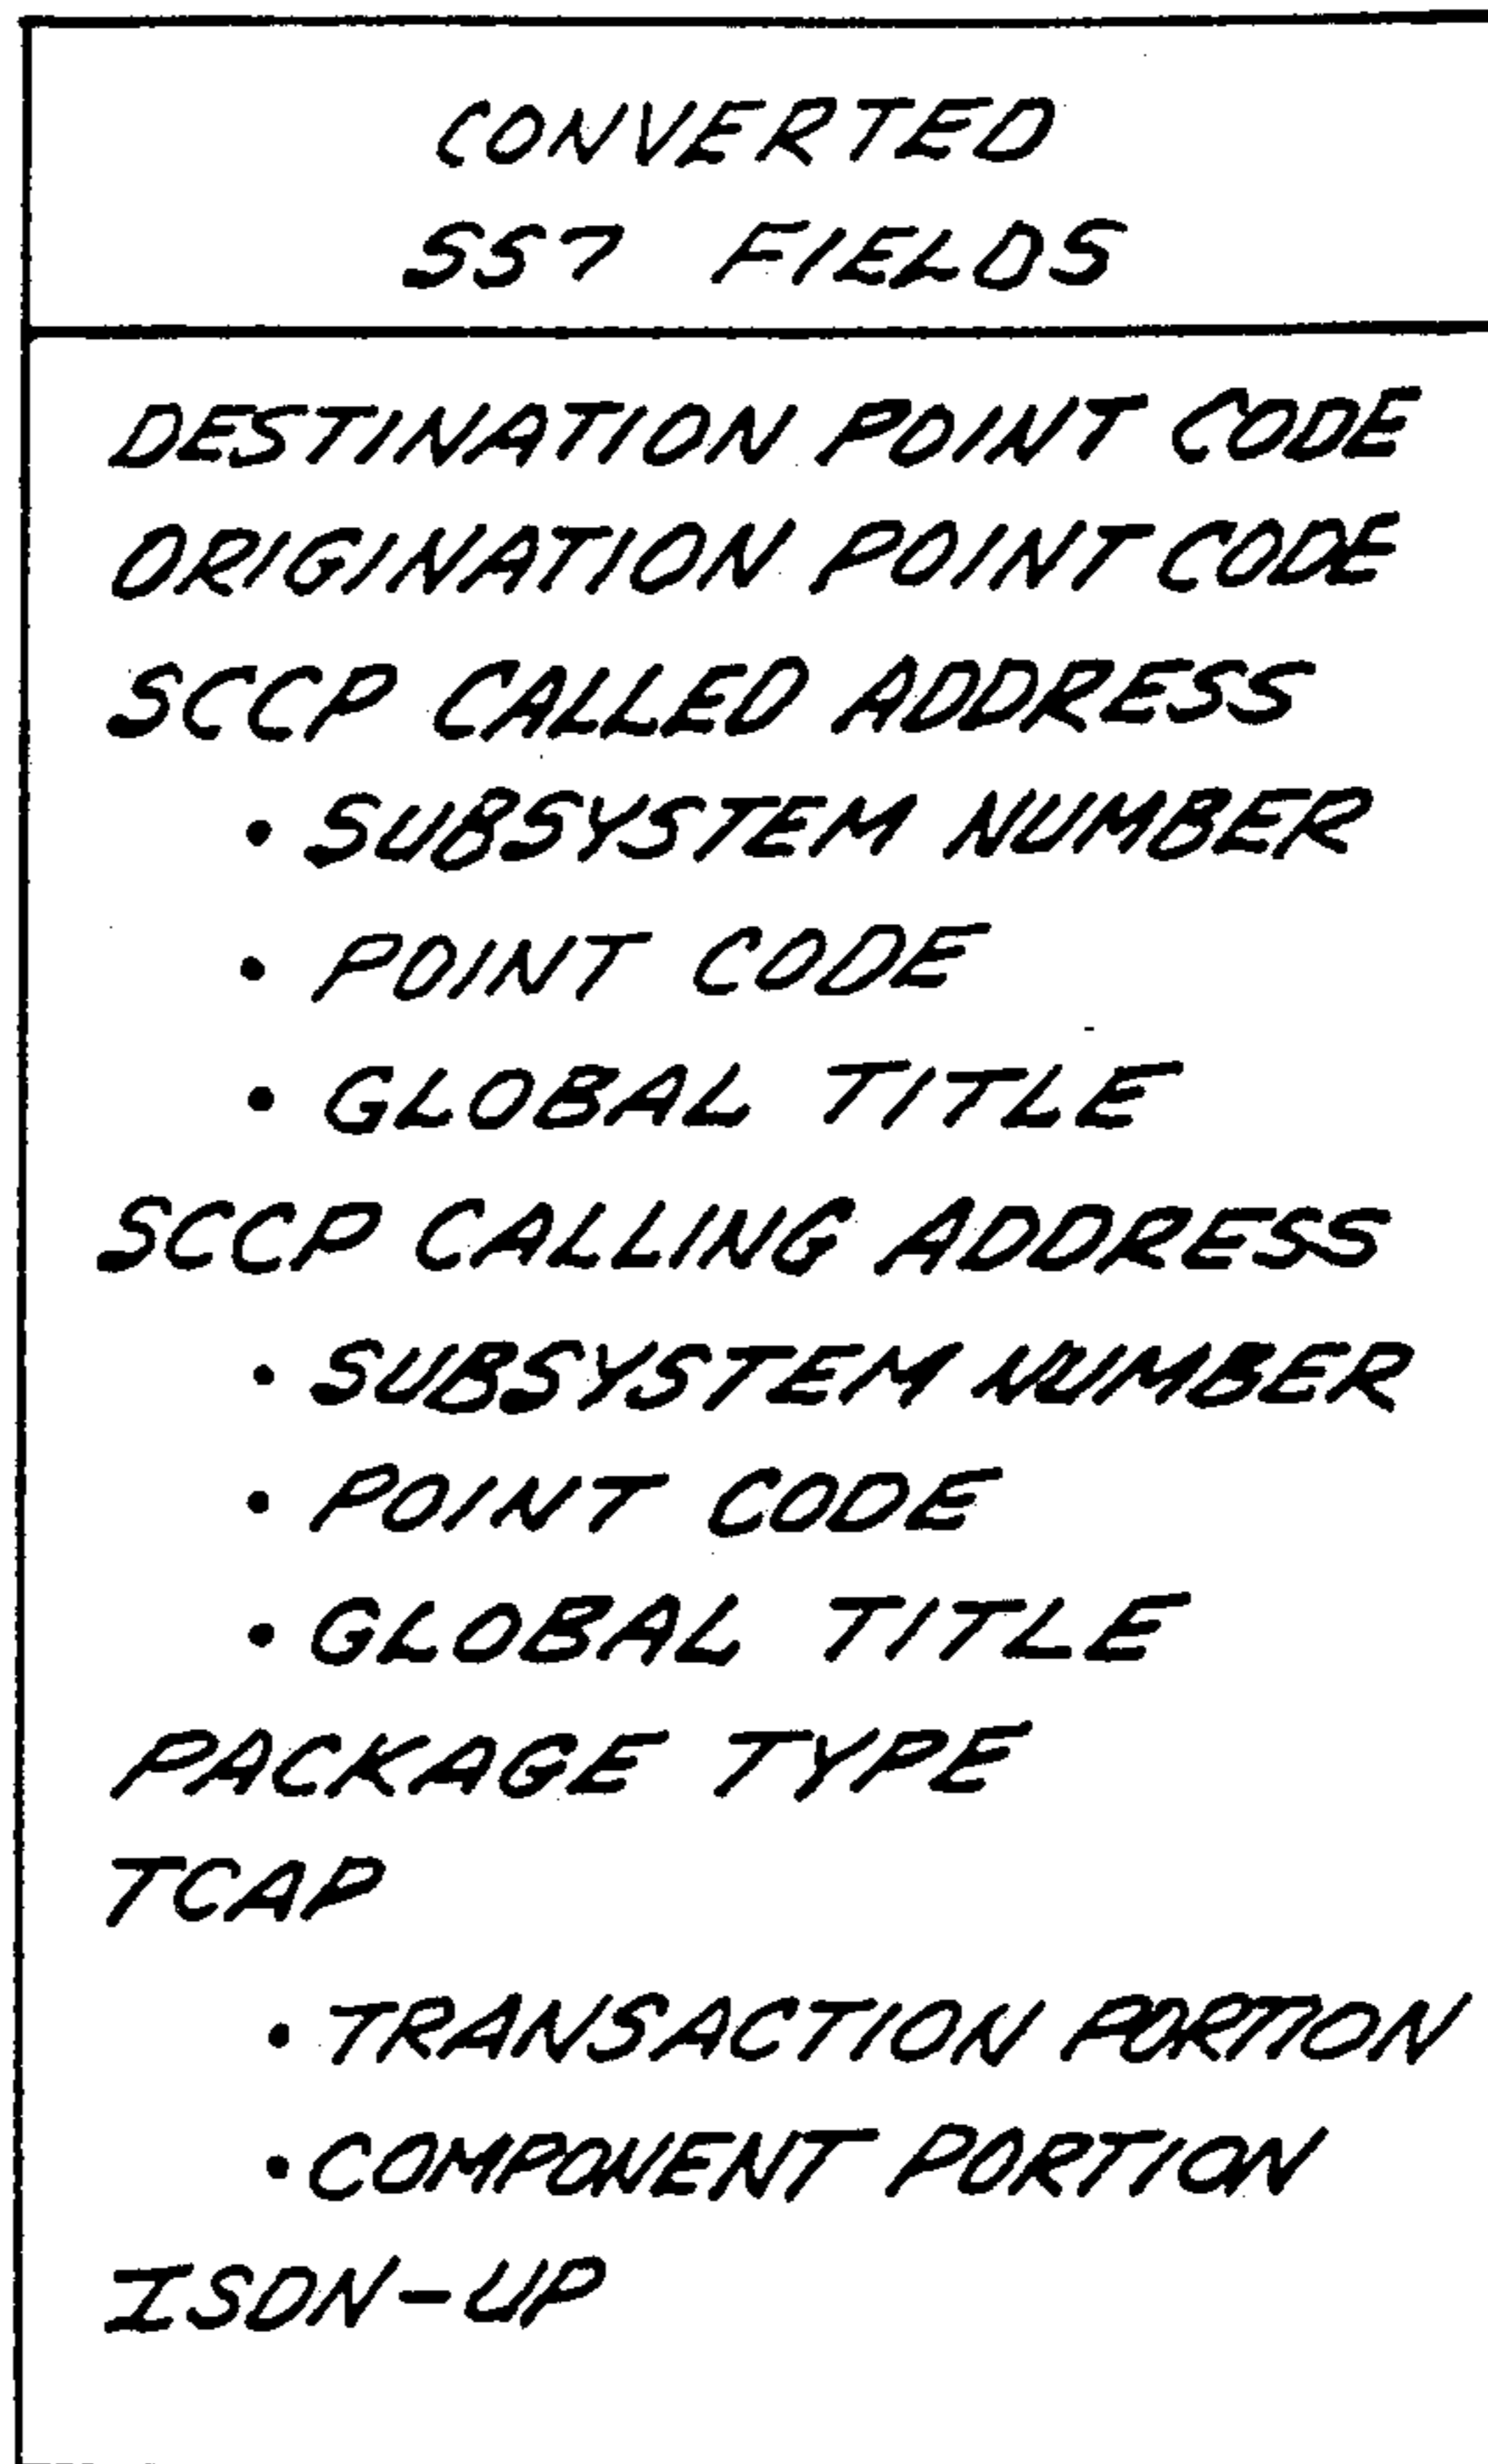 CONVERTED
SS7 FIELDS
DESTINATION POINT CODE
ORIGINATION POINT CODE
SCCP CALLED ADDRESS
• SUBSYSTEM NUMBER
• POINT CODE
• GLOBAL TITLE
SCCP CALLING ADDRESS
• SUBSYSTEM NUMBER
• POINT CODE
• GLOBAL TITLE
PACKAGE TYPE
TCAP
• TRANSACTION PORTION
• COMPONENT PORTION
ISDN-UP